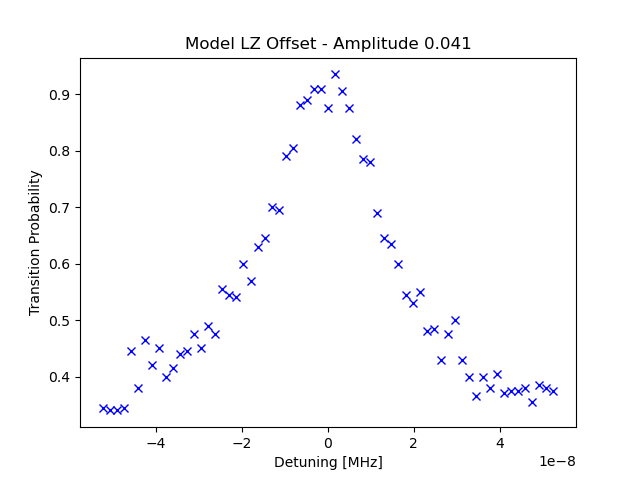 Model LZ Offset - Amplitude 0.041
Transition Probability
0.9
0.8
0.7
0.6
0.5
0.4
−4
−2
0
2
4
1e−8
Detuning [MHz]